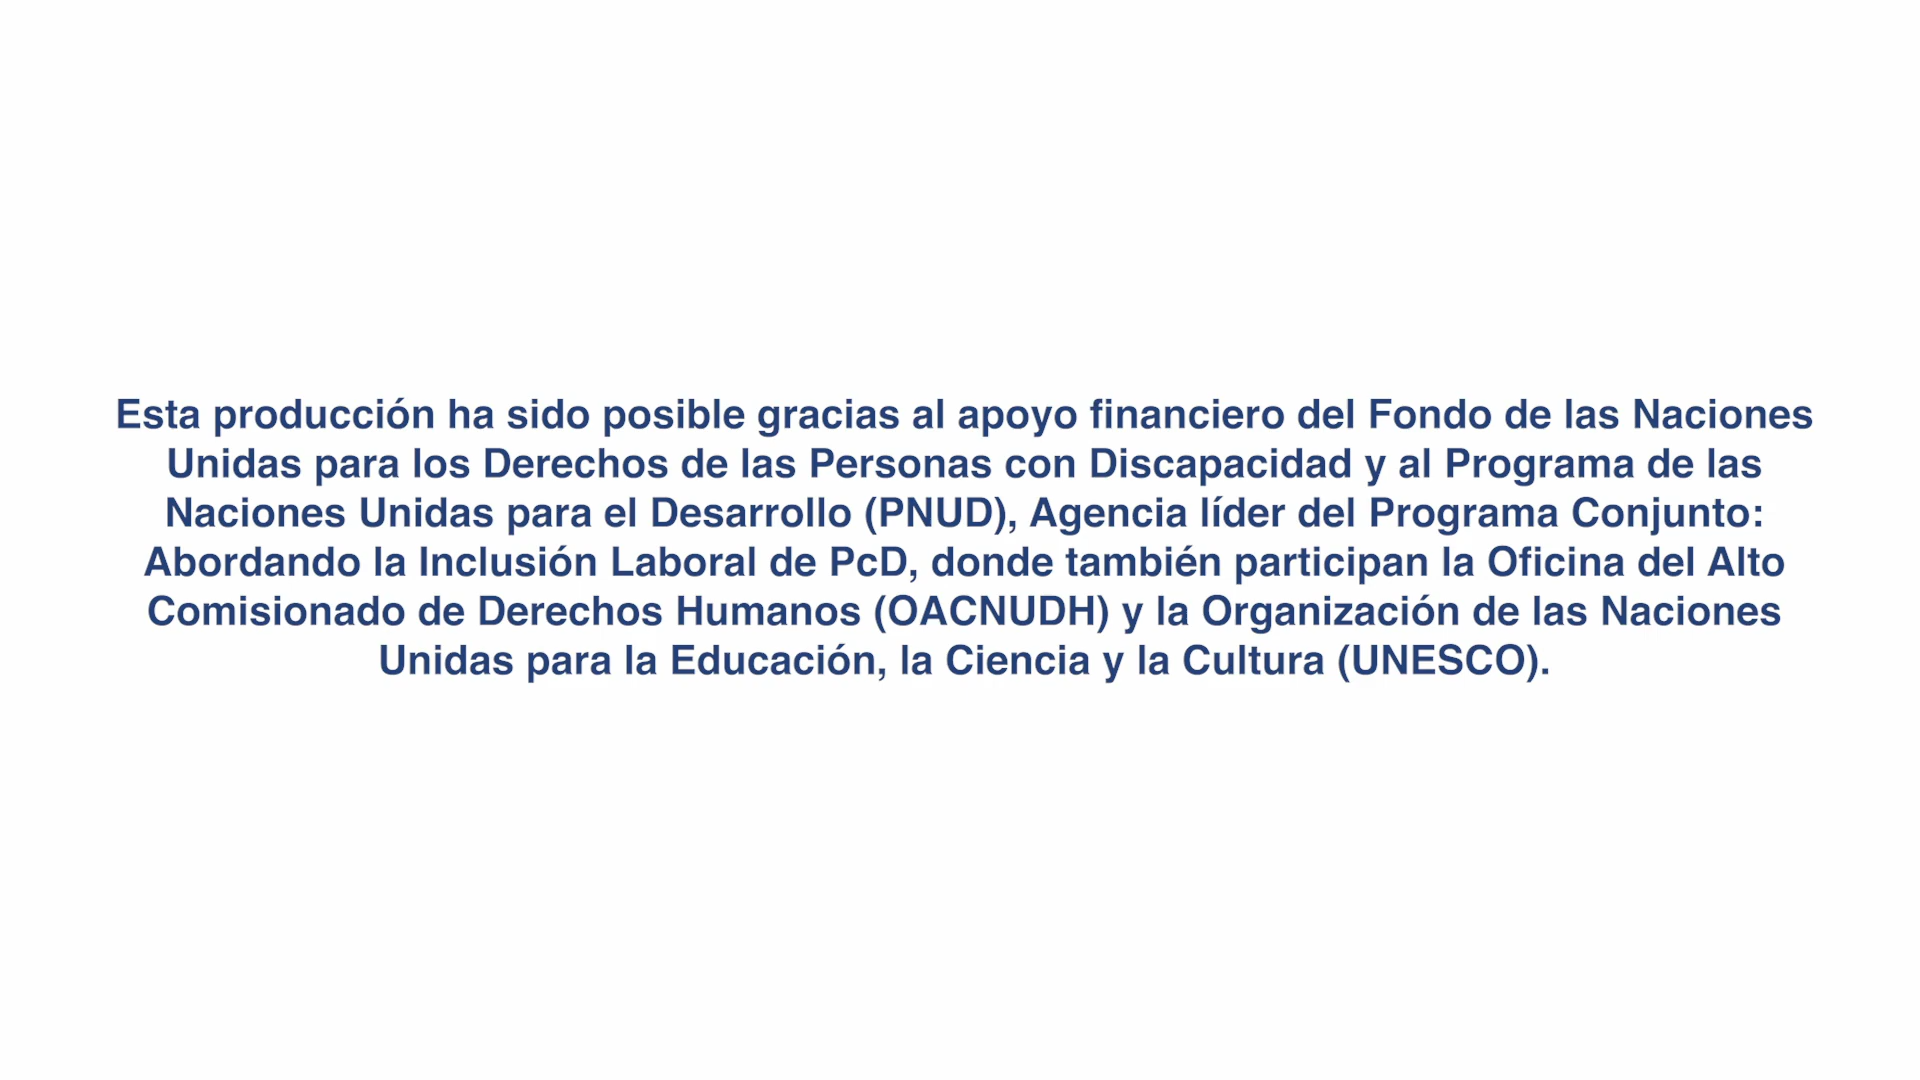 Esta producción ha sido posible gracias al apoyo financiero del Fondo de las Naciones
Unidas para los Derechos de las Personas con Discapacidad y al Programa de las
Naciones Unidas para el Desarrollo (PNUD), Agencia líder del Programa Conjunto:
Abordando la Inclusión Laboral de PcD, donde también participan la Oficina del Alto
Comisionado de Derechos Humanos (OACNUDH) y la Organización de las Naciones
Unidas para la Educación, la Ciencia y la Cultura (UNESCO).